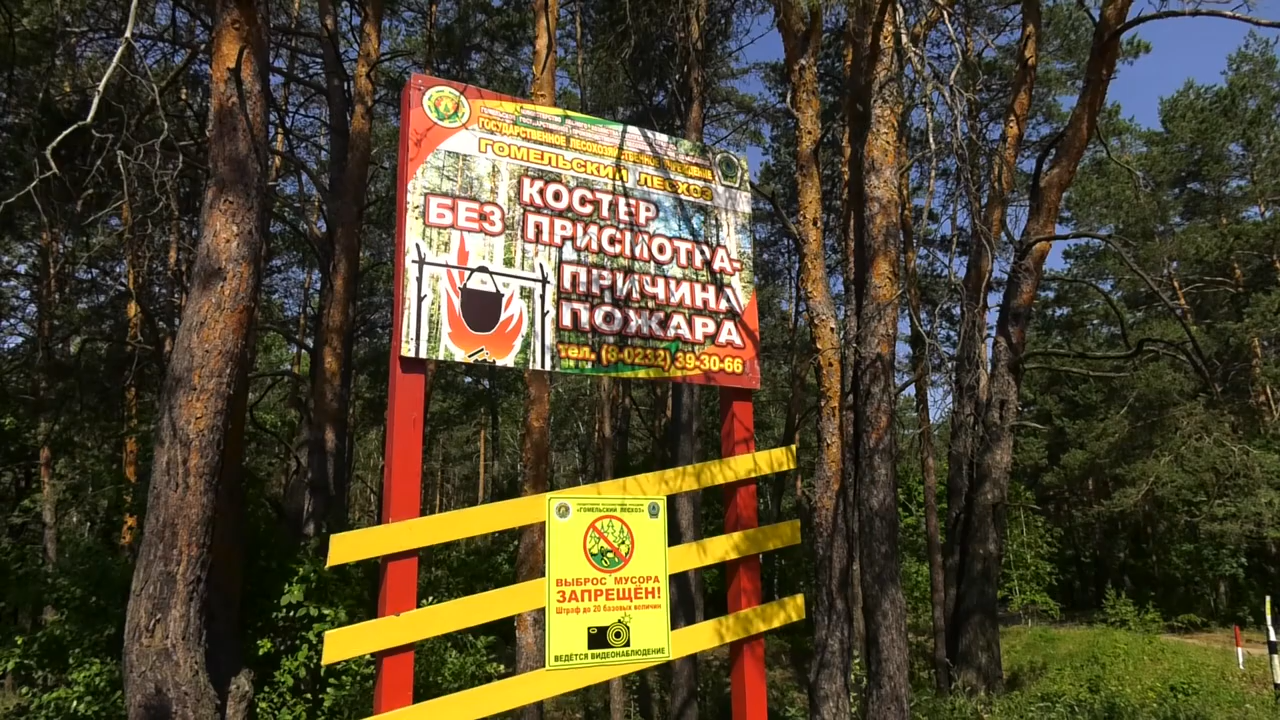 ГОСУДАРСТВЕННОЕ ЛЕСОХОЗЯЙСТВЕННОЕ УЧРЕЖДЕНИЕ
ГОМЕЛЬСКИЙ ЛЕСХОЗ
КОСТЕР
БЕЗ ПРИСМОТРА-
ПРИЧИНА
ПОЖАРА
тел. (8-0232) 39-30-66
«ГОМЕЛЬСКИЙ ЛЕСХОЗ»
ВЫБРОС МУСОРА
ЗАПРЕЩЁН!
Штраф до 20 базовых величин
ВЕДЁТСЯ ВИДЕОНАБЛЮДЕНИЕ